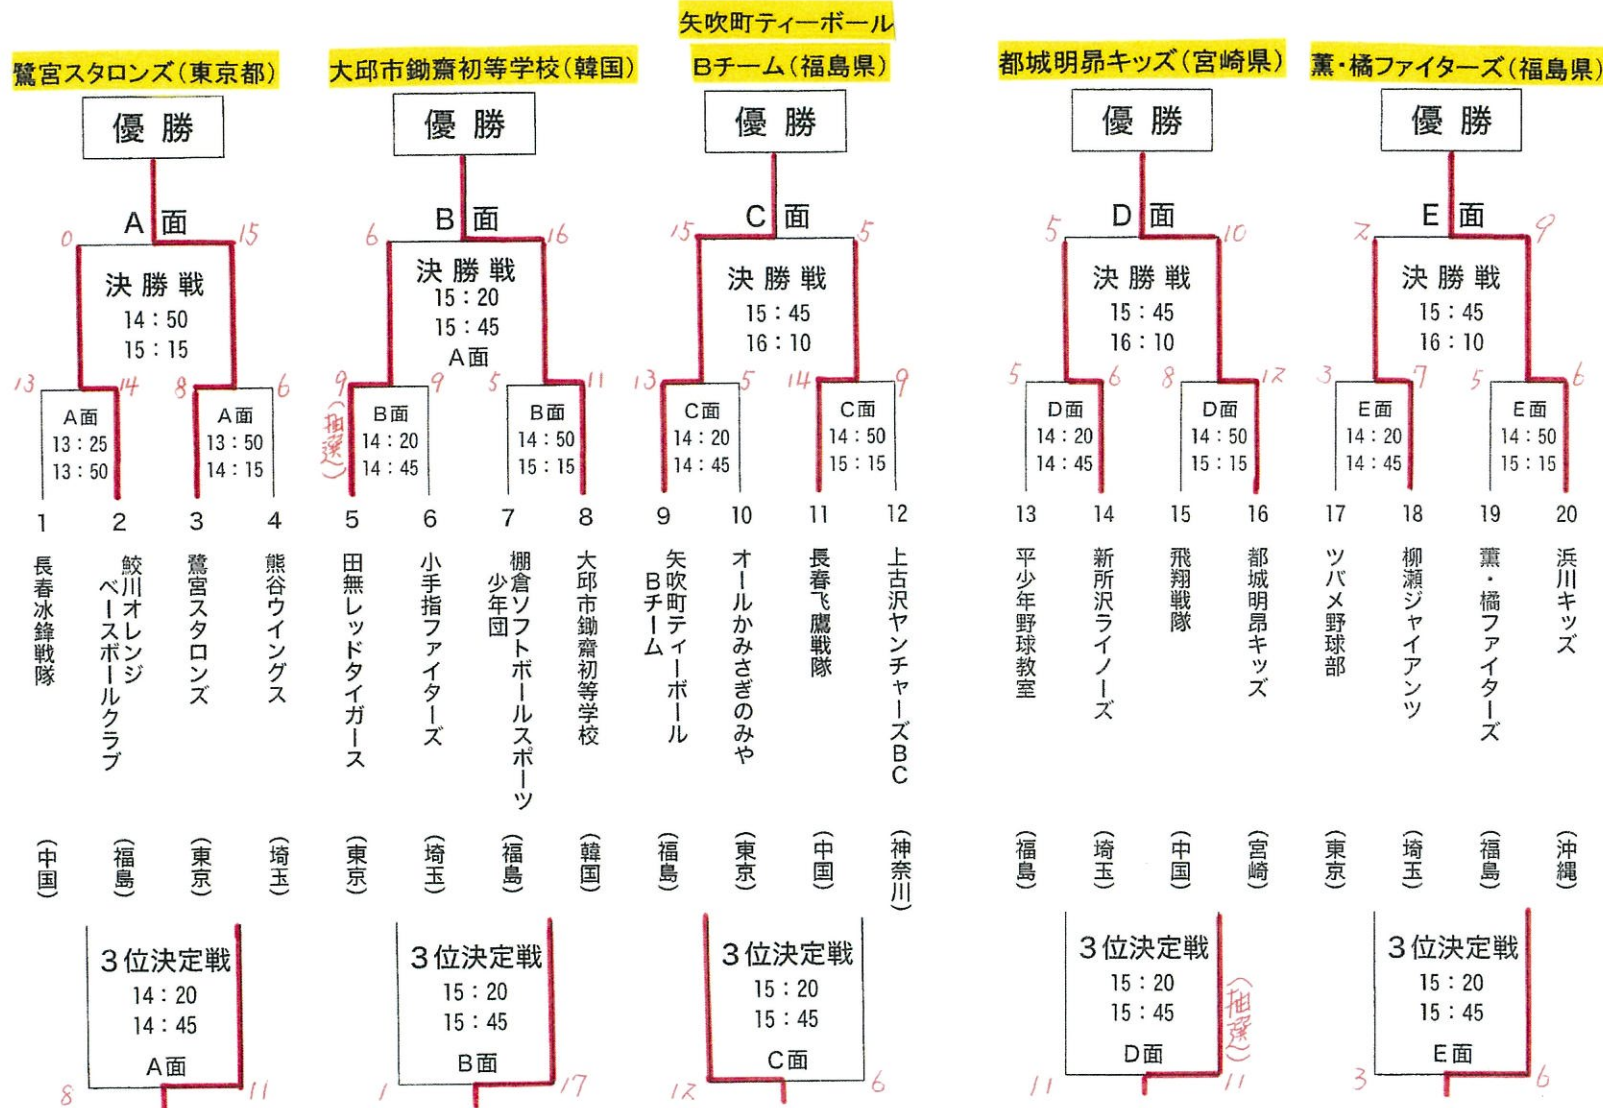 鷺宮スタロンズ(東京都)
大邱市鋤齋初等学校(韓国)
矢吹町ティーボール
Bチーム(福島県)
都城明昴キッズ(宮崎県)
薫・橘ファイターズ(福島県)
優勝
優勝
優勝
優勝
優勝
A面
B面
C面
D面
E面
0 15
6 16
15 5
5 10
2 9
決勝戦
14:50
15:15
決勝戦
15:20
15:45
A面
決勝戦
15:45
16:10
決勝戦
15:45
16:10
決勝戦
15:45
16:10
13 14
8 6
9 9
5 11
13 5
14 9
5 6
8 12
3 7
5 6
A面
13:25
13:50
A面
13:50
14:15
(抽選)
B面
14:20
14:45
B面
14:50
15:15
C面
14:20
14:45
C面
14:50
15:15
D面
14:20
14:45
D面
14:50
15:15
E面
14:20
14:45
E面
14:50
15:15
1
長春冰鋒戦隊
(中国)
2
鮫川オレンジ
ベースボールクラブ
(福島)
3
鷺宮スタロンズ
(東京)
4
熊谷ウイングス
(埼玉)
5
田無レッドタイガース
(東京)
6
小手指ファイターズ
(埼玉)
7
棚倉ソフトボールスポーツ
少年団
(福島)
8
大邱市鋤齋初等学校
(韓国)
9
矢吹町ティーボール
Bチーム
(福島)
10
オールかみさぎのみや
(東京)
11
長春飞鷹戦隊
(中国)
12
上古沢ヤンチャーズBC
(神奈川)
13
平少年野球教室
(福島)
14
新所沢ライノーズ
(埼玉)
15
飛翔戦隊
(中国)
16
都城明昴キッズ
(宮崎)
17
ツバメ野球部
(東京)
18
柳瀬ジャイアンツ
(埼玉)
19
薫・橘ファイターズ
(福島)
20
浜川キッズ
(沖縄)
3位決定戦
14:20
14:45
A面
8 11
3位決定戦
15:20
15:45
B面
1 17
3位決定戦
15:20
15:45
C面
12 6
3位決定戦
15:20
15:45
D面
(抽選)
11 11
3位決定戦
15:20
15:45
E面
3 6